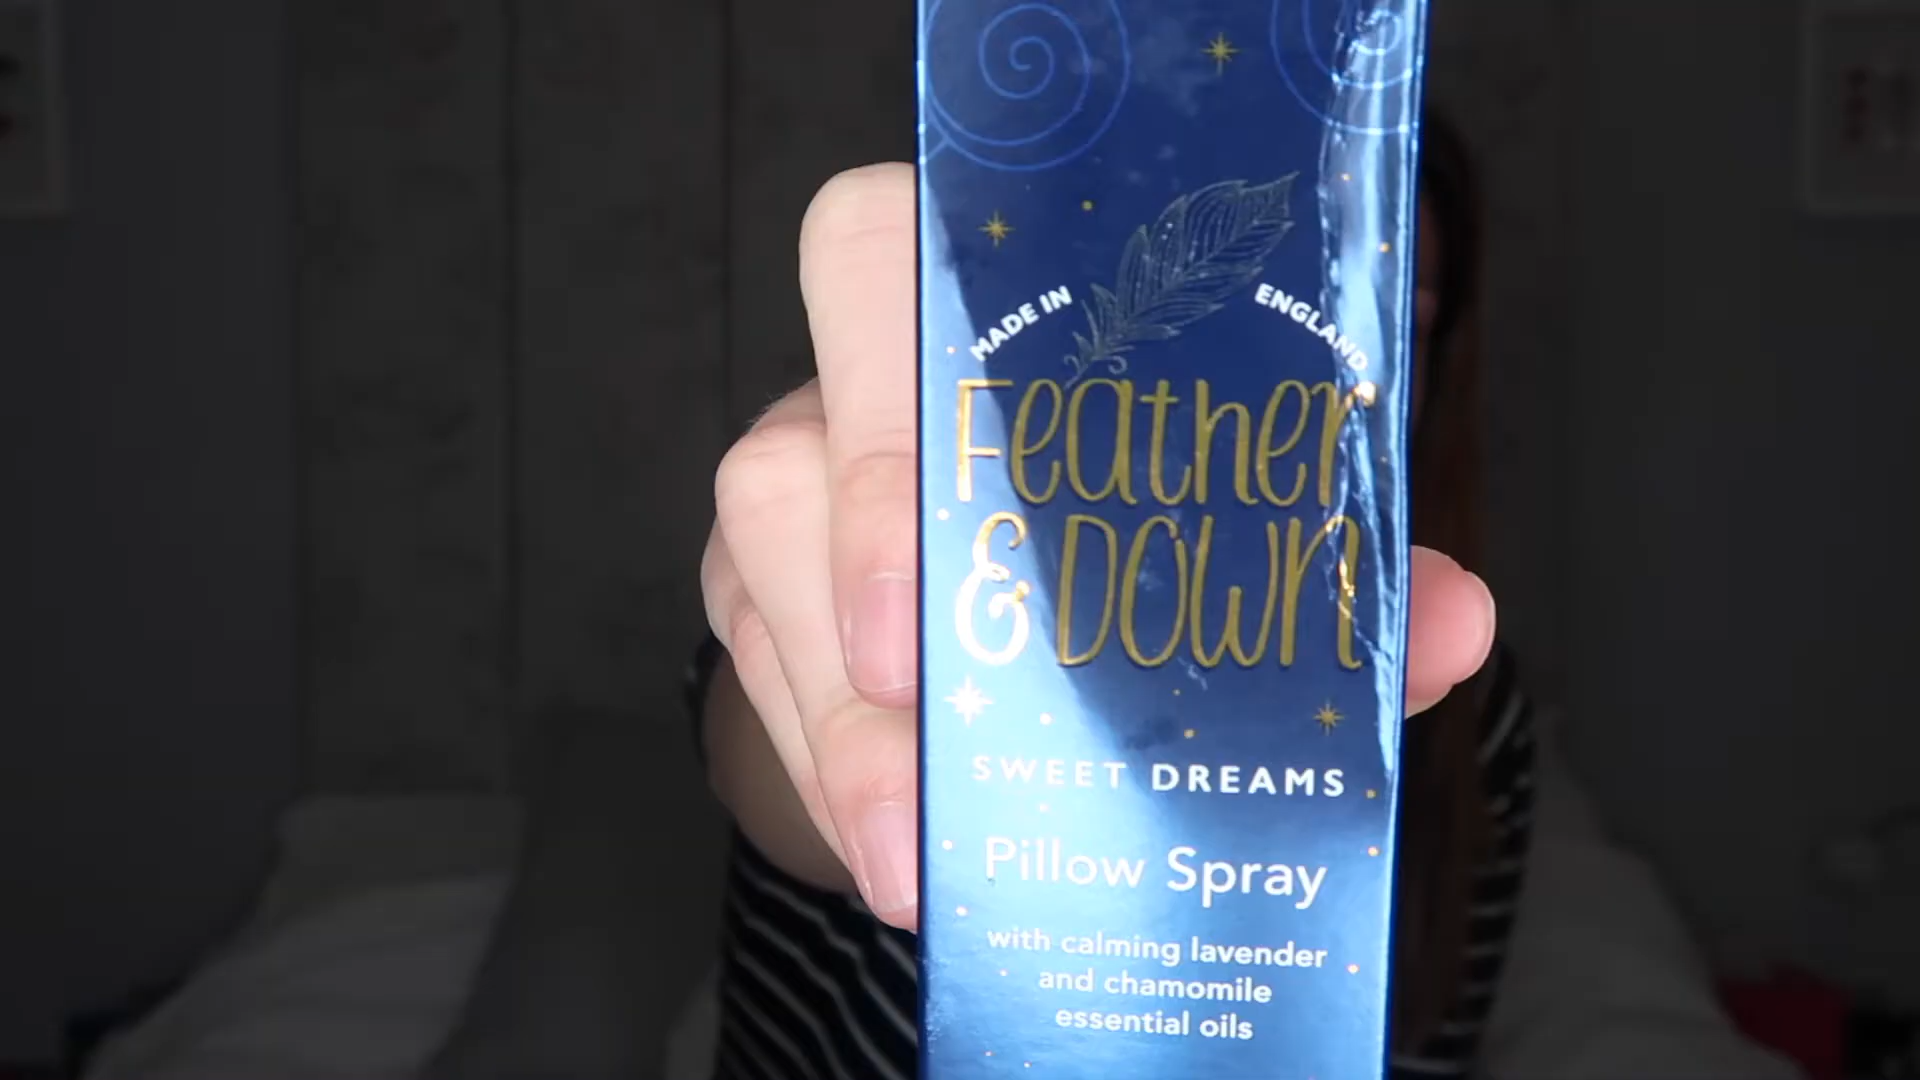 MADE IN ENGLAND
Feather
& DOWN
SWEET DREAMS
Pillow Spray
with calming lavender
and chamomile
essential oils